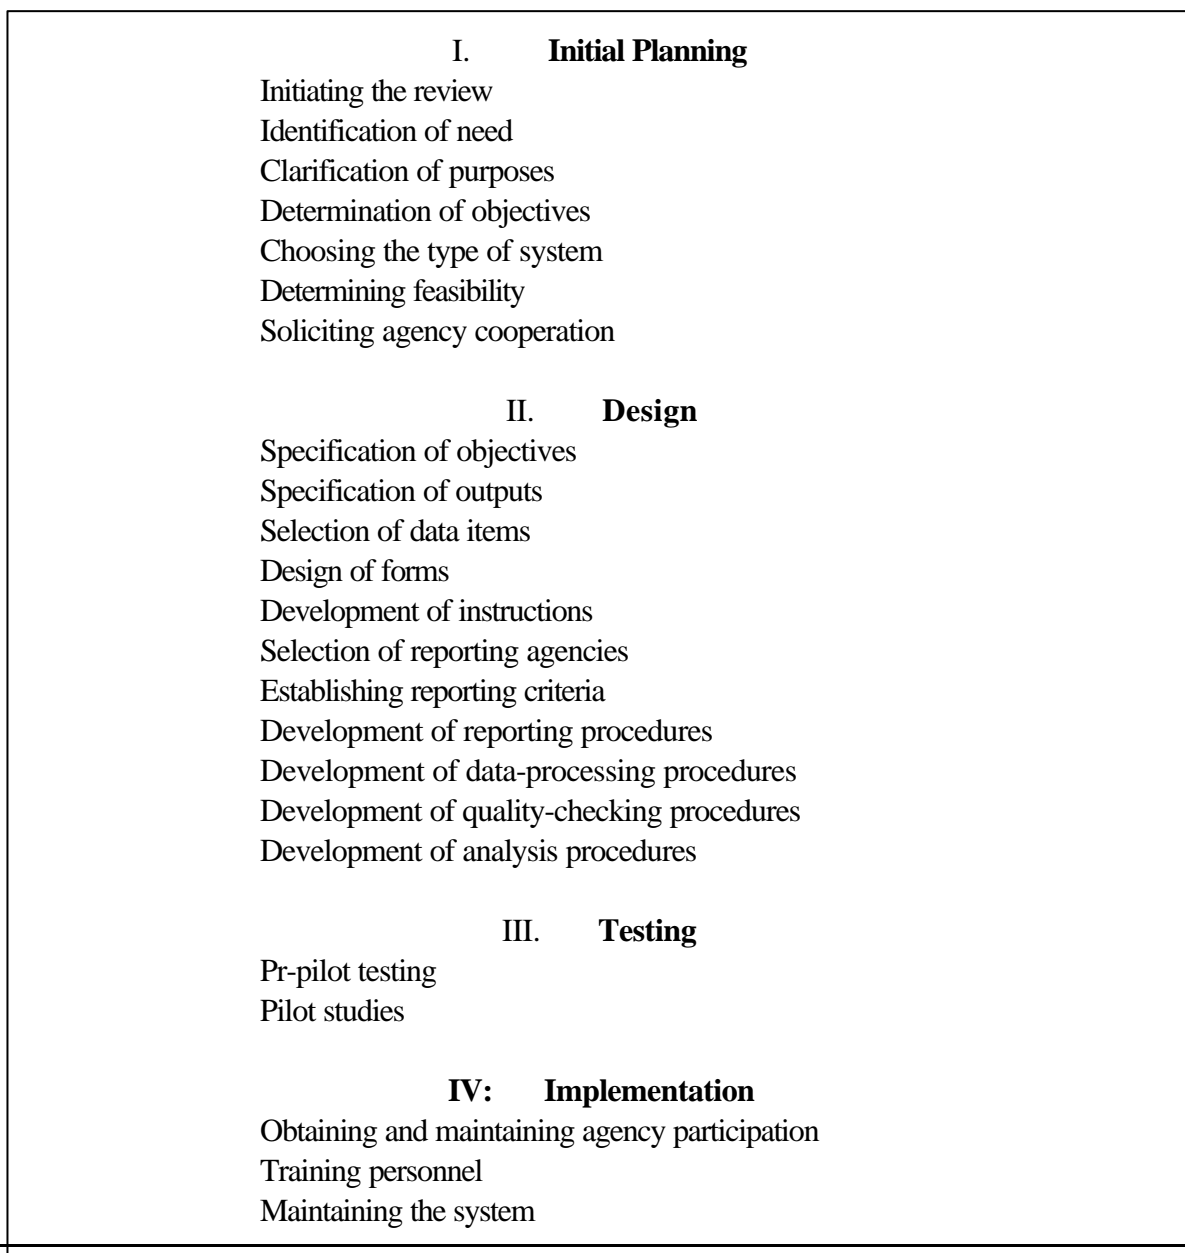 I. Initial Planning
Initiating the review
Identification of need
Clarification of purposes
Determination of objectives
Choosing the type of system
Determining feasibility
Soliciting agency cooperation
II. Design
Specification of objectives
Specification of outputs
Selection of data items
Design of forms
Development of instructions
Selection of reporting agencies
Establishing reporting criteria
Development of reporting procedures
Development of data-processing procedures
Development of quality-checking procedures
Development of analysis procedures
III. Testing
Pr-pilot testing
Pilot studies
IV: Implementation
Obtaining and maintaining agency participation
Training personnel
Maintaining the system